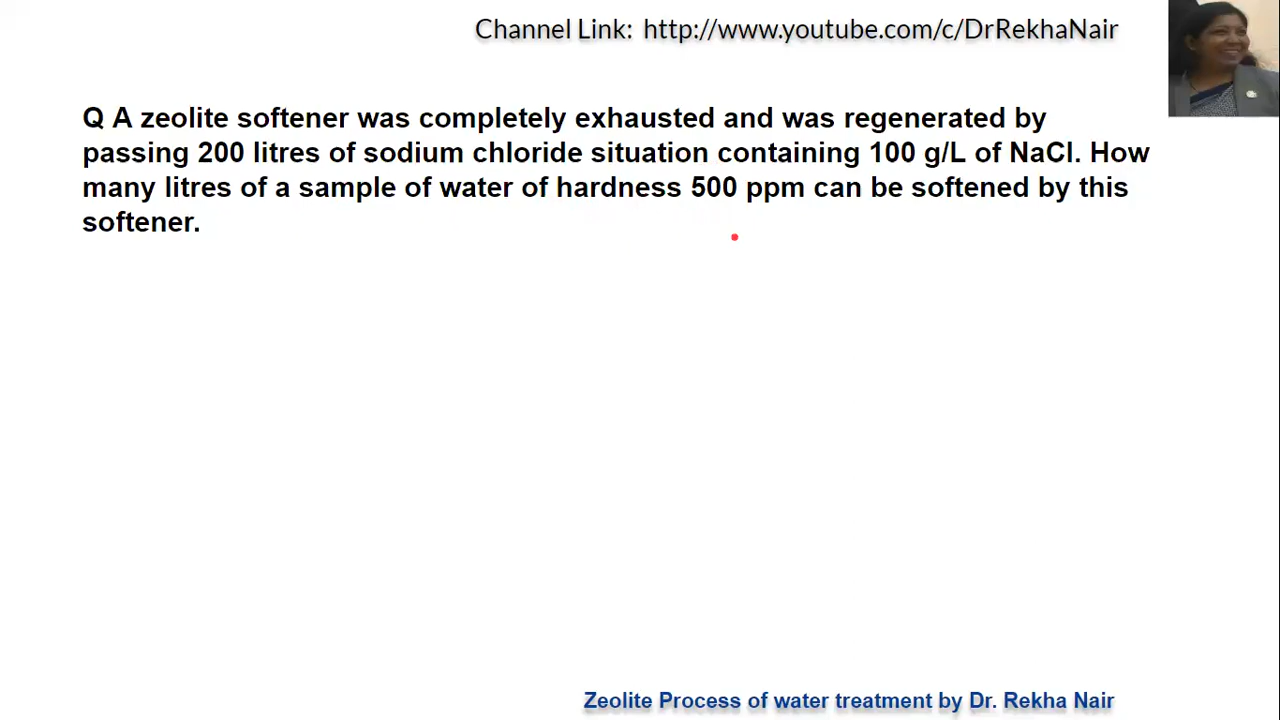 Channel Link: http://www.youtube.com/c/DrRekhaNair
Q A zeolite softener was completely exhausted and was regenerated by
passing 200 litres of sodium chloride situation containing 100 g/L of NaCl. How
many litres of a sample of water of hardness 500 ppm can be softened by this
softener.
Zeolite Process of water treatment by Dr. Rekha Nair